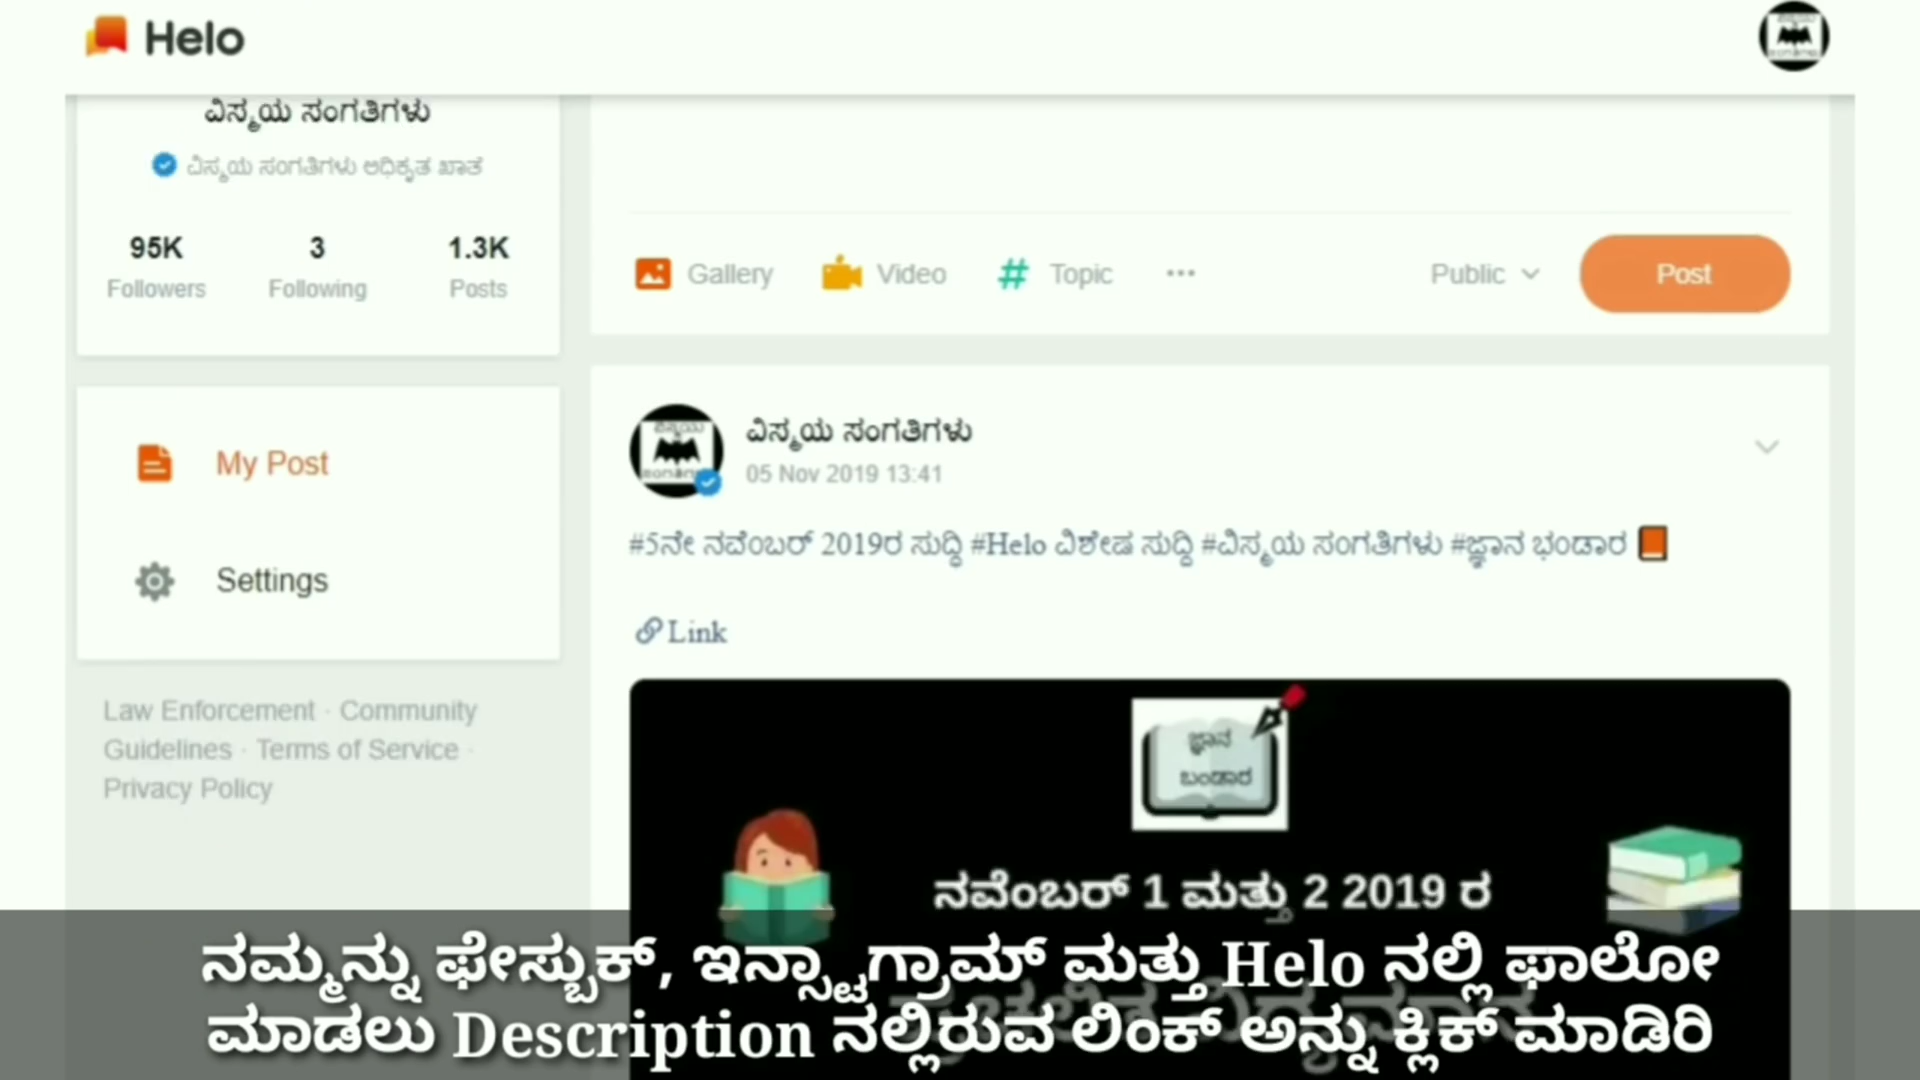 Helo
ವಿಸ್ಮಯ ಸಂಗತಿಗಳು
ವಿಸ್ಮಯ ಸಂಗತಿಗಳು ಅಧಿಕೃತ ಖಾತೆ
95K 3 1.3K
Followers Following Posts
My Post
Settings
Law Enforcement · Community
Guidelines · Terms of Service ·
Privacy Policy
Gallery Video # Topic ··· Public Post
ವಿಸ್ಮಯ ಸಂಗತಿಗಳು
05 Nov 2019 13:41
#5ನೇ ನವೆಂಬರ್ 2019ರ ಸುದ್ದಿ #Helo ವಿಶೇಷ ಸುದ್ದಿ #ವಿಸ್ಮಯ ಸಂಗತಿಗಳು #ಜ್ಞಾನ ಭಂಡಾರ
Link
ಜ್ಞಾನ
ಬಂಡಾರ
ನವೆಂಬರ್ 1 ಮತ್ತು 2 2019 ರ
ನಮ್ಮನ್ನು ಫೇಸ್ಬುಕ್, ಇನ್ಸ್ಟಾಗ್ರಾಮ್ ಮತ್ತು Helo ನಲ್ಲಿ ಫಾಲೋ
ಮಾಡಲು Description ನಲ್ಲಿರುವ ಲಿಂಕ್ ಅನ್ನು ಕ್ಲಿಕ್ ಮಾಡಿರಿ